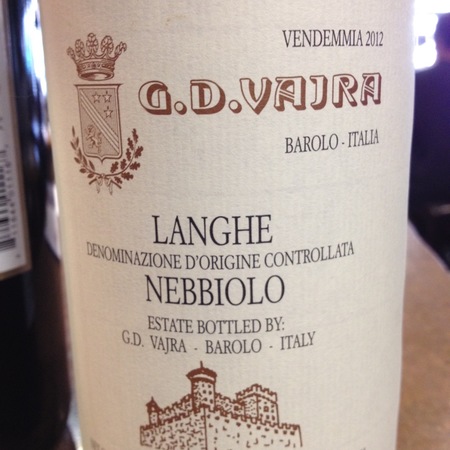 VENDEMMIA 2012
G.D.VAJRA
BAROLO - ITALIA
LANGHE
DENOMINAZIONE D'ORIGINE CONTROLLATA
NEBBIOLO
ESTATE BOTTLED BY:
G.D. VAJRA - BAROLO - ITALY